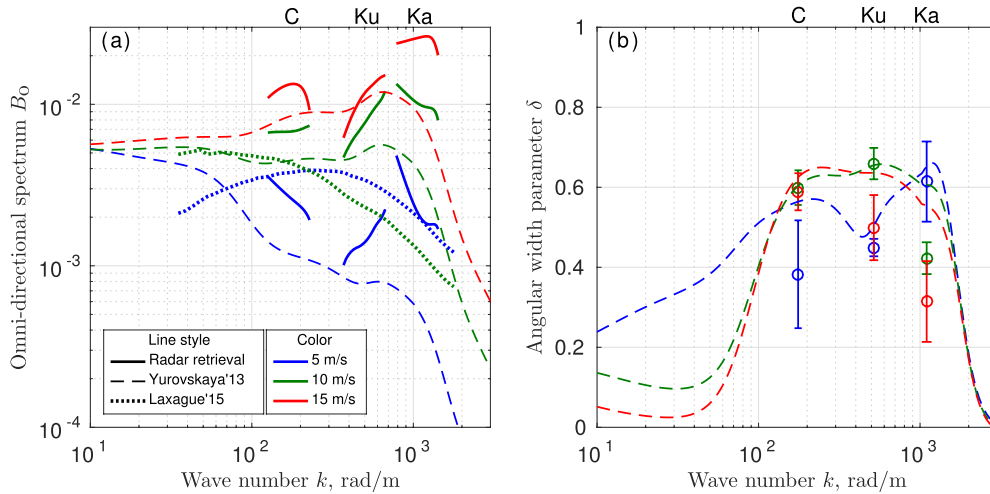 C Ku Ka
(a)
10^-2
10^-3
10^-4
10^1 10^2 10^3
Omni-directional spectrum B_0
Wave number k, rad/m
Line style
Radar retrieval
Yurovskaya'13
Laxague'15
Color
5 m/s
10 m/s
15 m/s
C Ku Ka
(b)
1
0.8
0.6
0.4
0.2
0
10^1 10^2 10^3
Angular width parameter δ
Wave number k, rad/m